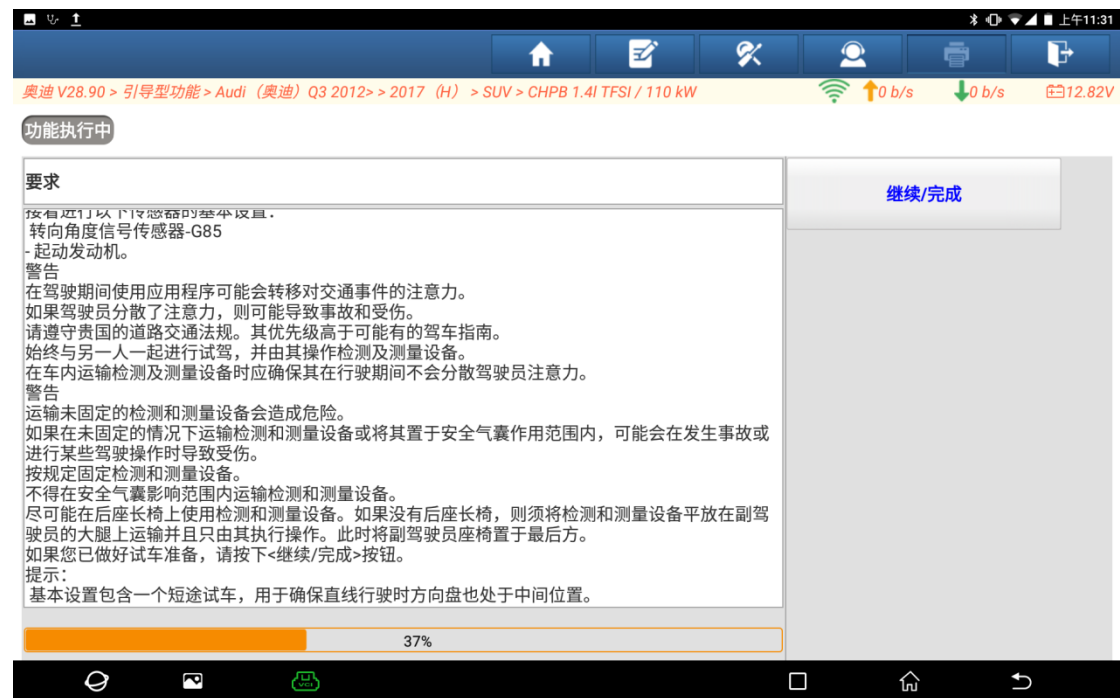 上午11:31
奥迪 V28.90 > 引导型功能 > Audi（奥迪）Q3 2012> > 2017（H） > SUV > CHPB 1.4l TFSI / 110 kW
0 b/s
0 b/s
12.82V
功能执行中
要求
继续/完成
接着进行以下传感器的基本设置：
转向角度信号传感器-G85
- 起动发动机。
警告
在驾驶期间使用应用程序可能会转移对交通事件的注意力。
如果驾驶员分散了注意力，则可能导致事故和受伤。
请遵守贵国的道路交通法规。其优先级高于可能有的驾车指南。
始终与另一人一起进行试驾，并由其操作检测及测量设备。
在车内运输检测及测量设备时应确保其在行驶期间不会分散驾驶员注意力。
警告
运输未固定的检测和测量设备会造成危险。
如果在未固定的情况下运输检测和测量设备或将其置于安全气囊作用范围内，可能会在发生事故或
进行某些驾驶操作时导致受伤。
按规定固定检测和测量设备。
不得在安全气囊影响范围内运输检测和测量设备。
尽可能在后座长椅上使用检测和测量设备。如果没有后座长椅，则须将检测和测量设备平放在副驾
驶员的大腿上运输并且只由其执行操作。此时将副驾驶员座椅置于最后方。
如果您已做好试车准备，请按下<继续/完成>按钮。
提示：
基本设置包含一个短途试车，用于确保直线行驶时方向盘也处于中间位置。
37%
VCI